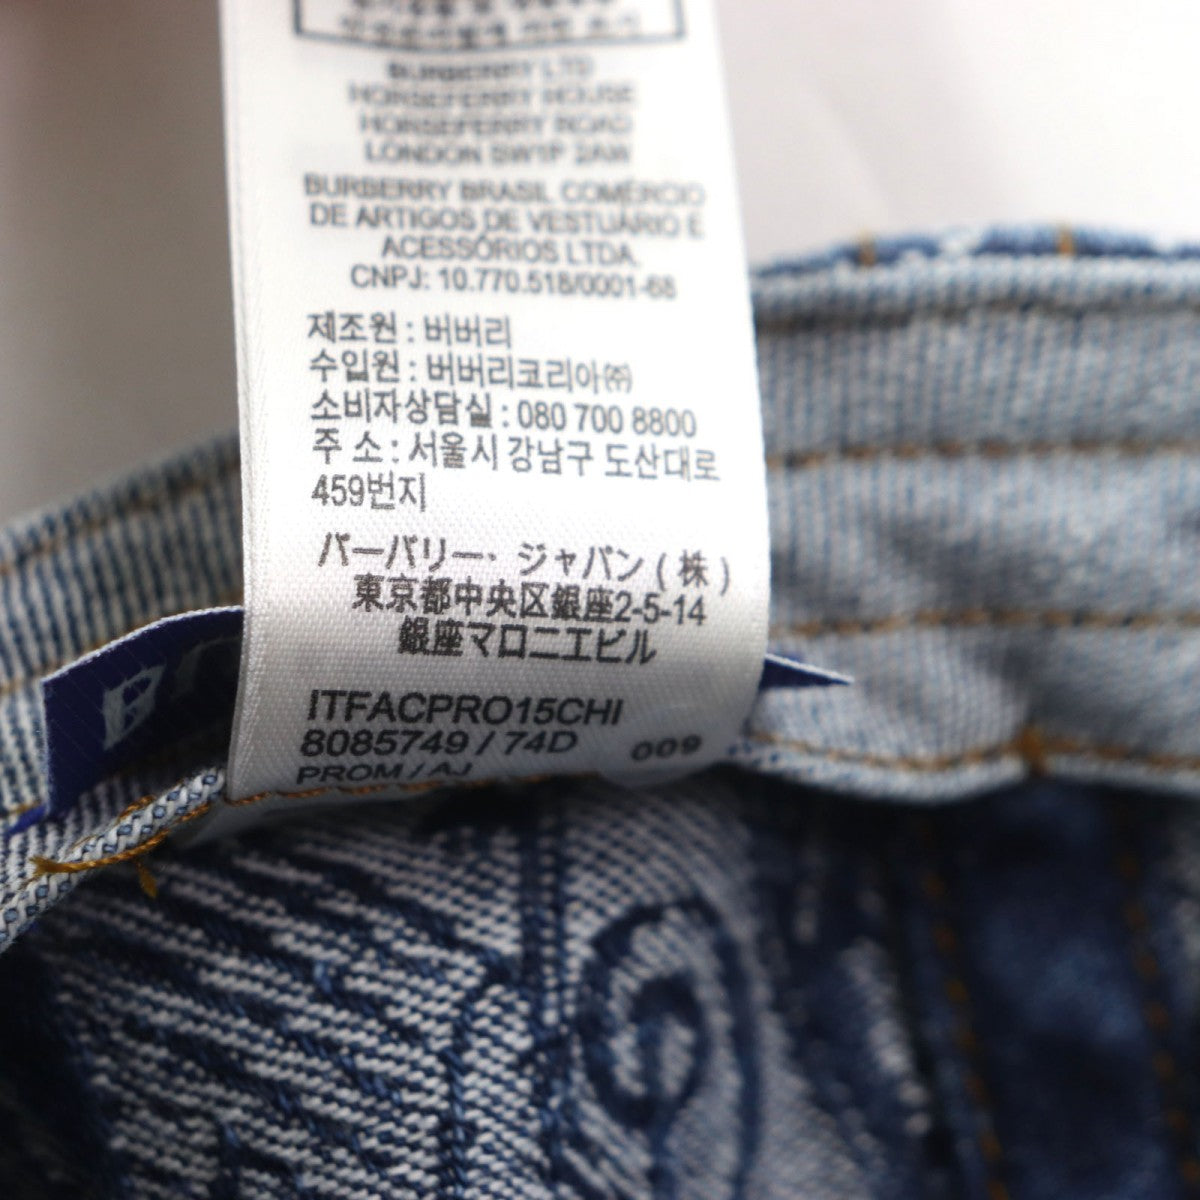 BURBERRY LTD
HORSEFERRY HOUSE
HORSEFERRY ROAD
LONDON SW1P 2AW
BURBERRY BRASIL COMÉRCIO
DE ARTIGOS DE VESTUÁRIO E
ACESSÓRIOS LTDA.
CNPJ: 10.770.518/0001-68
제조원 : 버버리
수입원 : 버버리코리아㈜
소비자상담실 : 080 700 8800
주 소 : 서울시 강남구 도산대로
459번지
バーバリー・ジャパン(株)
東京都中央区銀座2-5-14
銀座マロニエビル
ITFACPRO15CHI
8085749 / 74D 009
PROM / AJ